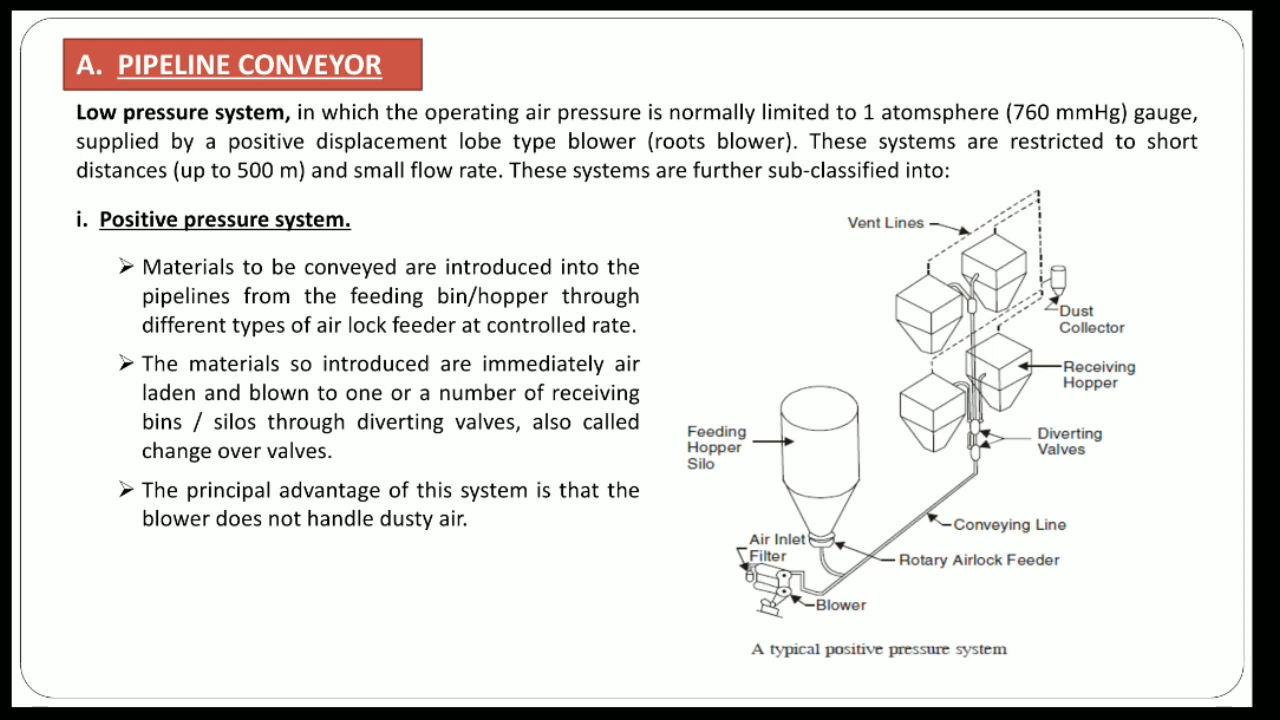 A. PIPELINE CONVEYOR
Low pressure system, in which the operating air pressure is normally limited to 1 atomsphere (760 mmHg) gauge,
supplied by a positive displacement lobe type blower (roots blower). These systems are restricted to short
distances (up to 500 m) and small flow rate. These systems are further sub-classified into:
i. Positive pressure system.
➢ Materials to be conveyed are introduced into the
pipelines from the feeding bin/hopper through
different types of air lock feeder at controlled rate.
➢ The materials so introduced are immediately air
laden and blown to one or a number of receiving
bins / silos through diverting valves, also called
change over valves.
➢ The principal advantage of this system is that the
blower does not handle dusty air.
Vent Lines
Dust
Collector
Receiving
Hopper
Feeding
Hopper
Silo
Diverting
Valves
Conveying Line
Air Inlet
Filter
Rotary Airlock Feeder
Blower
A typical positive pressure system